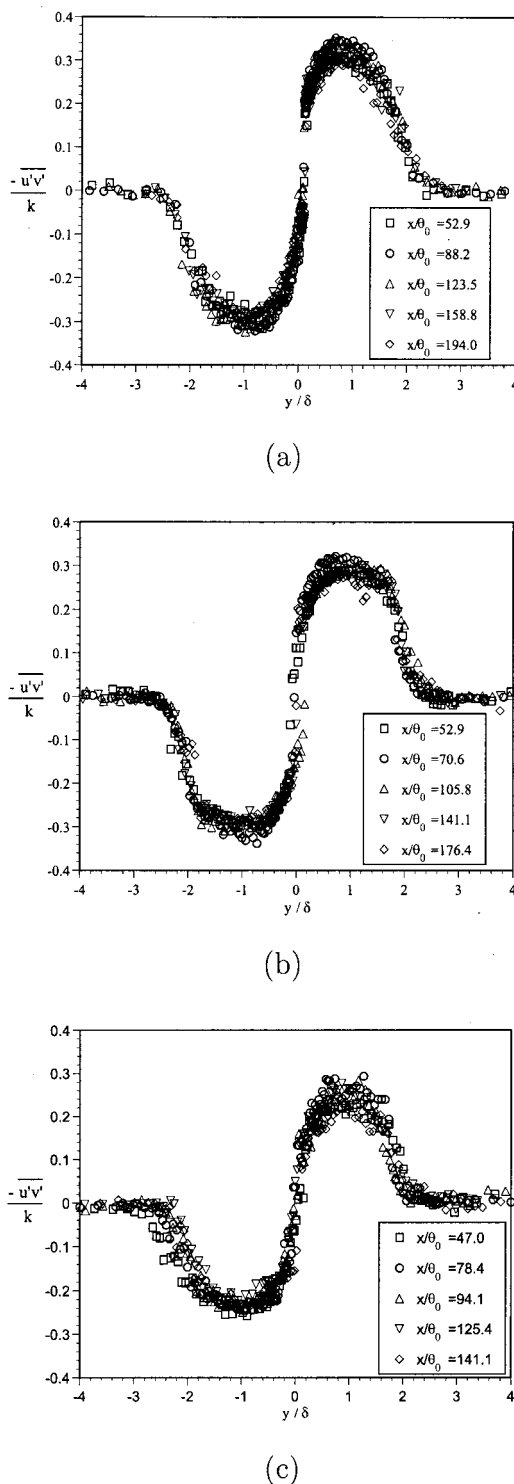 0.4
0.3
0.2
0.1
0
-0.1
-0.2
-0.3
-0.4
- u'v'
k
x/θ0 =52.9
x/θ0 =88.2
x/θ0 =123.5
x/θ0 =158.8
x/θ0 =194.0
-4 -3 -2 -1 0 1 2 3 4
y / δ
(a)
0.4
0.3
0.2
0.1
0
-0.1
-0.2
-0.3
-0.4
- u'v'
k
x/θ0 =52.9
x/θ0 =70.6
x/θ0 =105.8
x/θ0 =141.1
x/θ0 =176.4
-4 -3 -2 -1 0 1 2 3 4
y / δ
(b)
0.4
0.3
0.2
0.1
0
-0.1
-0.2
-0.3
-0.4
- u'v'
k
x/θ0 =47.0
x/θ0 =78.4
x/θ0 =94.1
x/θ0 =125.4
x/θ0 =141.1
-4 -3 -2 -1 0 1 2 3 4
y / δ
(c)